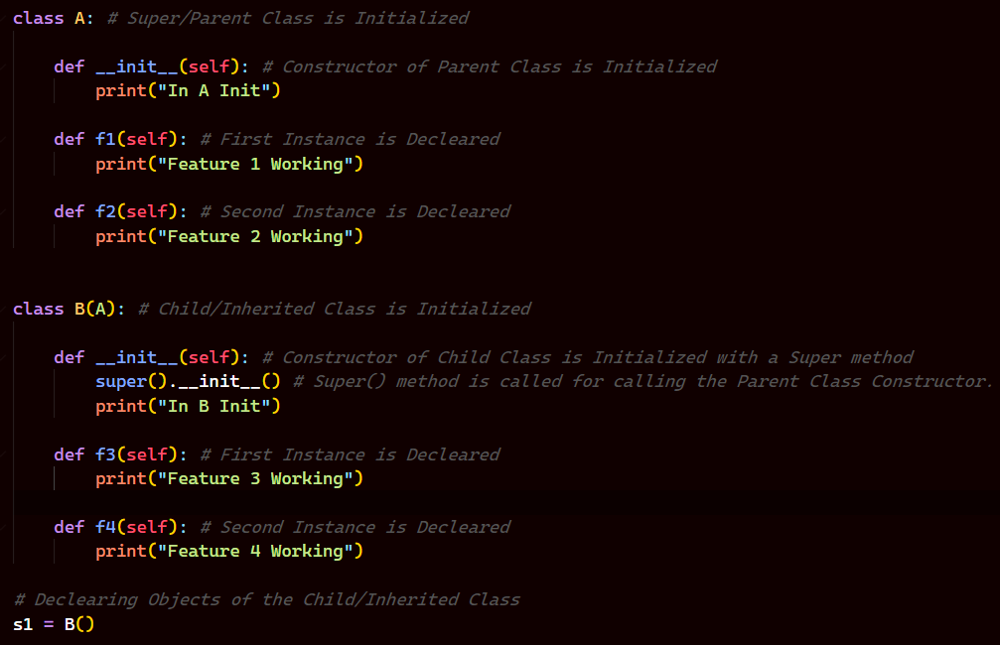 class A: # Super/Parent Class is Initialized
def __init__(self): # Constructor of Parent Class is Initialized
print("In A Init")
def f1(self): # First Instance is Decleared
print("Feature 1 Working")
def f2(self): # Second Instance is Decleared
print("Feature 2 Working")
class B(A): # Child/Inherited Class is Initialized
def __init__(self): # Constructor of Child Class is Initialized with a Super method
super().__init__() # Super() method is called for calling the Parent Class Constructor.
print("In B Init")
def f3(self): # First Instance is Decleared
print("Feature 3 Working")
def f4(self): # Second Instance is Decleared
print("Feature 4 Working")
# Declearing Objects of the Child/Inherited Class
s1 = B()